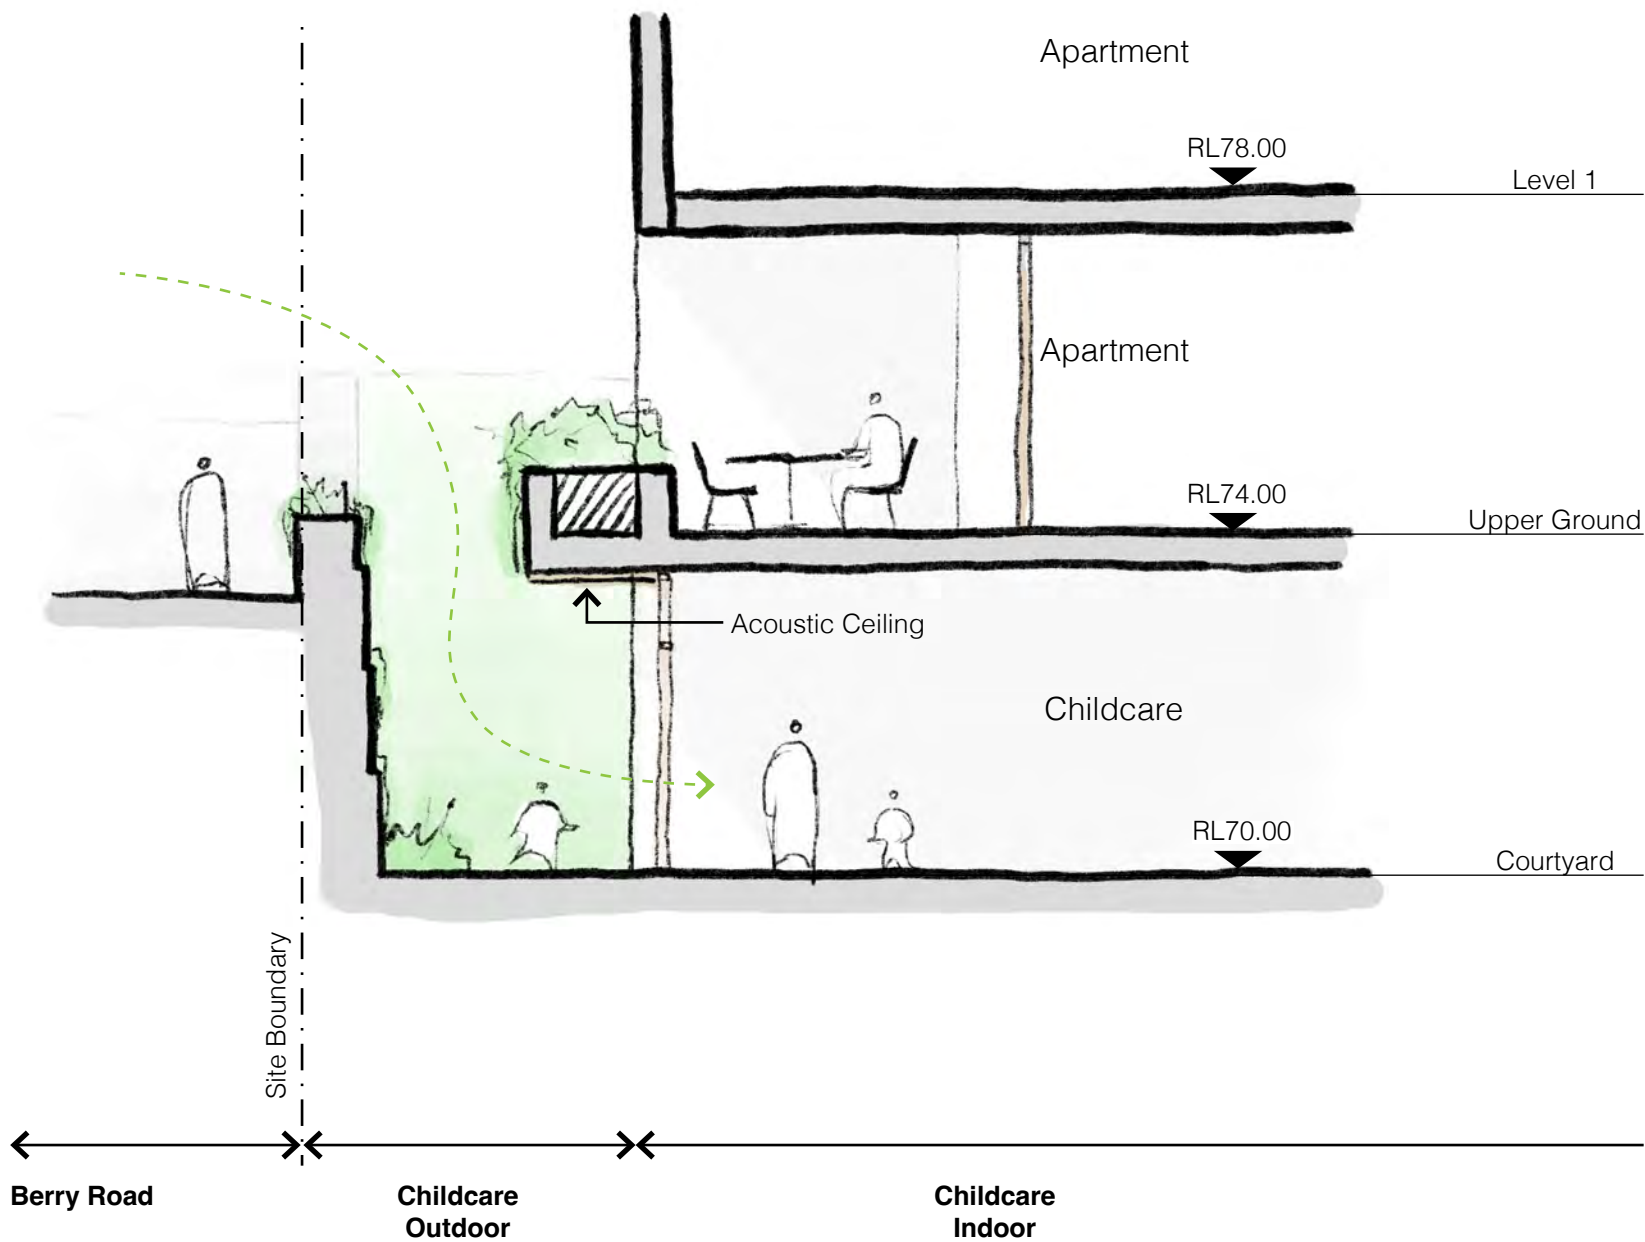 Apartment
RL78.00
Level 1
Apartment
RL74.00
Upper Ground
Acoustic Ceiling
Childcare
RL70.00
Courtyard
Site Boundary
Berry Road
Childcare
Outdoor
Childcare
Indoor